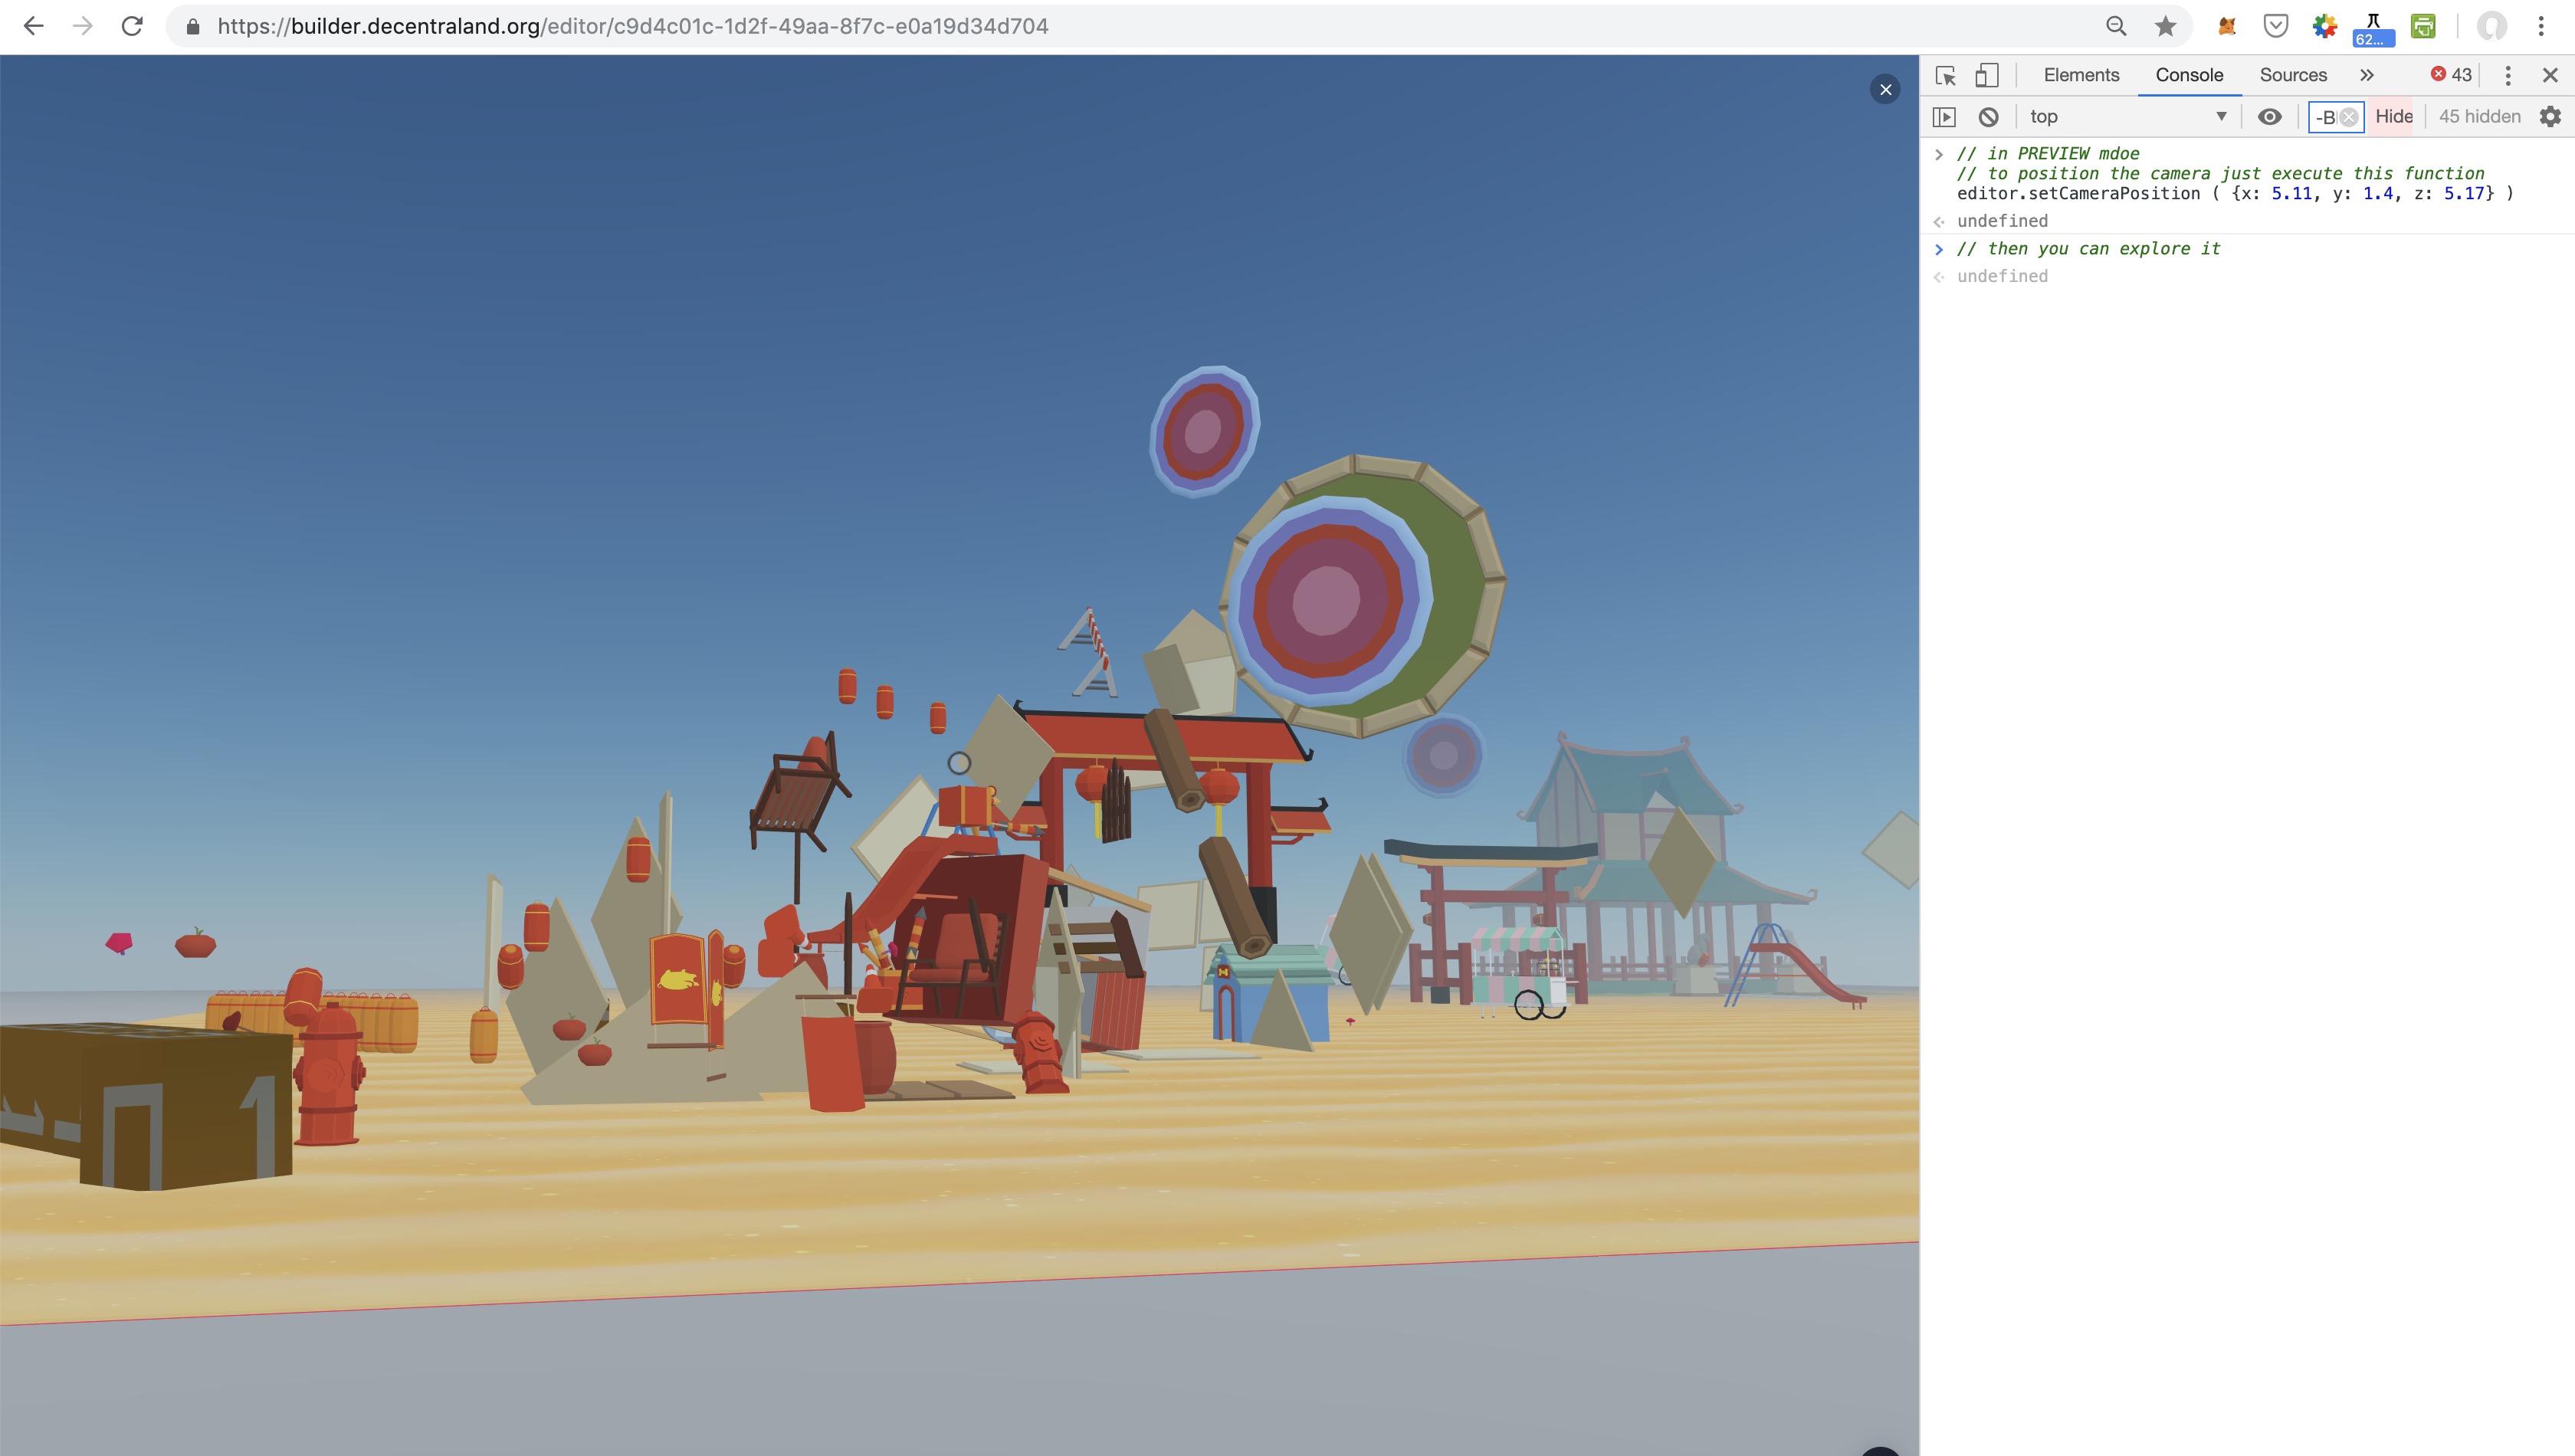 https://builder.decentraland.org/editor/c9d4c01c-1d2f-49aa-8f7c-e0a19d34d704
62...
Elements Console Sources » 43
top -B Hide 45 hidden
> // in PREVIEW mdoe
// to position the camera just execute this function
editor.setCameraPosition ( {x: 5.11, y: 1.4, z: 5.17} )
undefined
> // then you can explore it
undefined